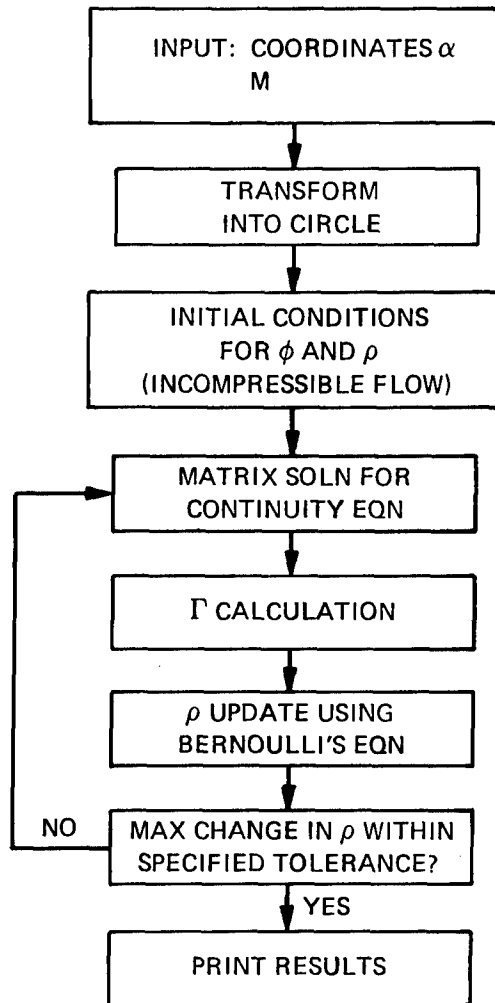 INPUT: COORDINATES α
M
TRANSFORM
INTO CIRCLE
INITIAL CONDITIONS
FOR ϕ AND ρ
(INCOMPRESSIBLE FLOW)
MATRIX SOLN FOR
CONTINUITY EQN
Γ CALCULATION
ρ UPDATE USING
BERNOULLI'S EQN
NO
MAX CHANGE IN ρ WITHIN
SPECIFIED TOLERANCE?
YES
PRINT RESULTS